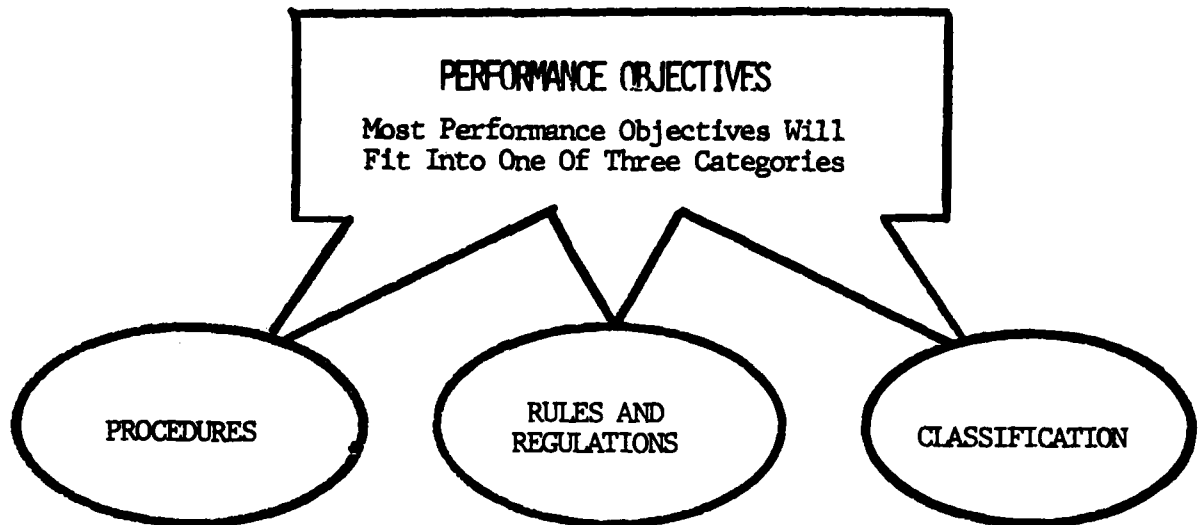 PERFORMANCE OBJECTIVES
Most Performance Objectives Will
Fit Into One Of Three Categories
PROCEDURES
RULES AND
REGULATIONS
CLASSIFICATION